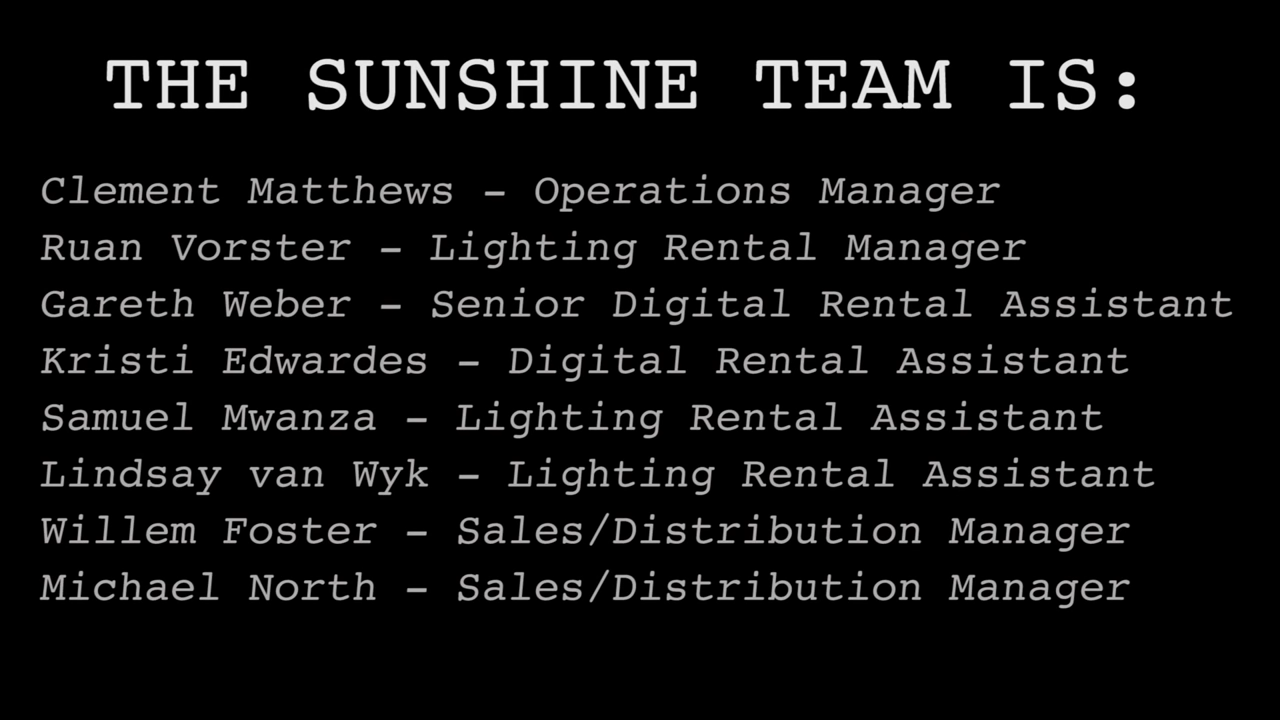 THE SUNSHINE TEAM IS:
Clement Matthews – Operations Manager
Ruan Vorster – Lighting Rental Manager
Gareth Weber – Senior Digital Rental Assistant
Kristi Edwardes – Digital Rental Assistant
Samuel Mwanza – Lighting Rental Assistant
Lindsay van Wyk – Lighting Rental Assistant
Willem Foster – Sales/Distribution Manager
Michael North – Sales/Distribution Manager